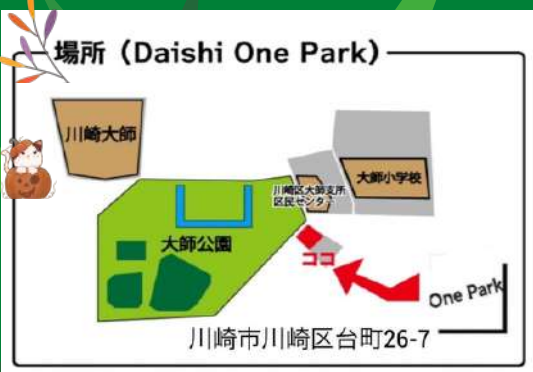 場所（Daishi One Park）
川崎大師
大師小学校
川崎区大師支所
区民センター
大師公園
ココ
One Park
川崎市川崎区台町26-7